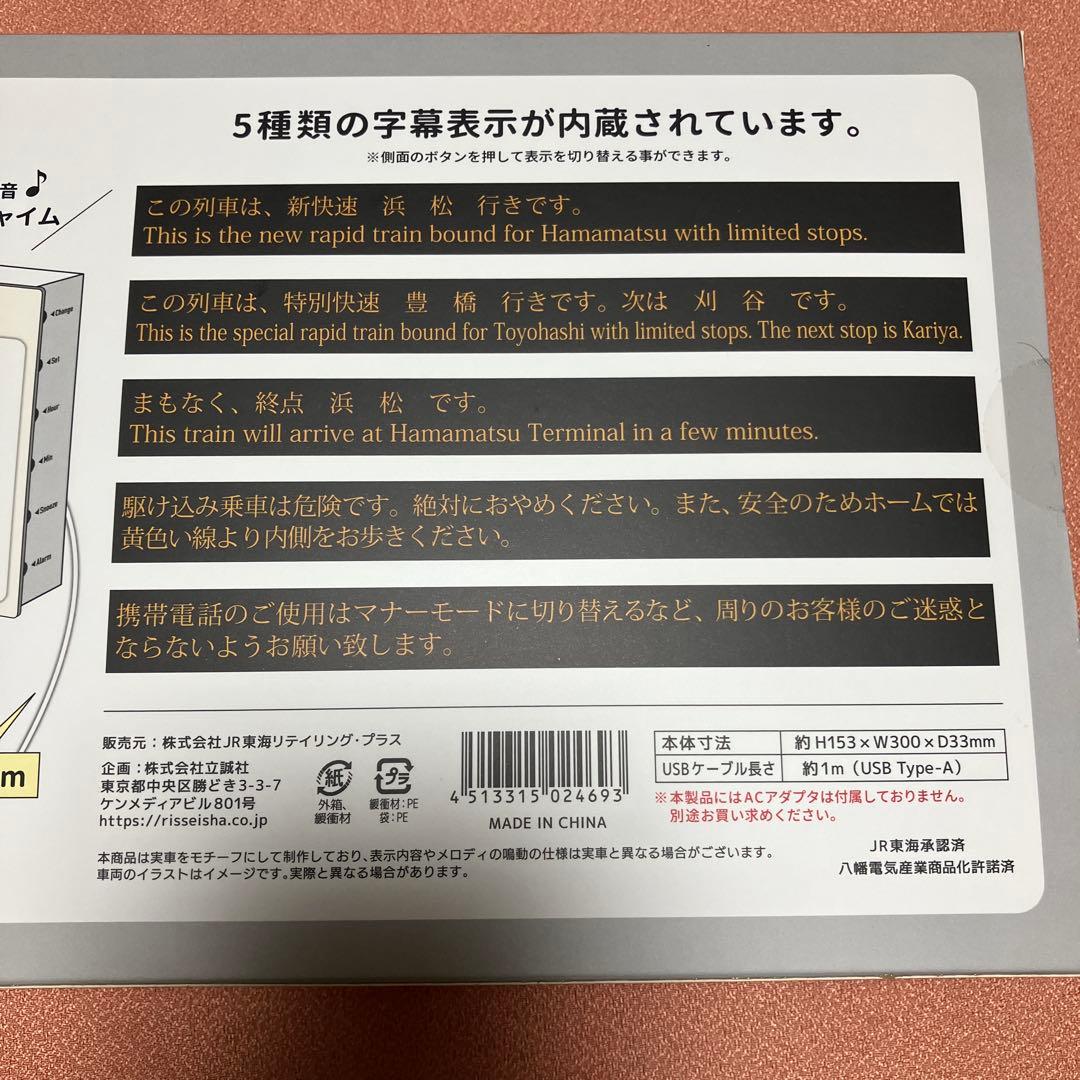 5種類の字幕表示が内蔵されています。
※側面のボタンを押して表示を切り替える事ができます。
音♪
ャイム
この列車は、新快速 浜 松 行きです。
This is the new rapid train bound for Hamamatsu with limited stops.
この列車は、特別快速 豊 橋 行きです。次は 刈 谷 です。
This is the special rapid train bound for Toyohashi with limited stops. The next stop is Kariya.
まもなく、終点 浜 松 です。
This train will arrive at Hamamatsu Terminal in a few minutes.
駆け込み乗車は危険です。絶対におやめください。また、安全のためホームでは
黄色い線より内側をお歩きください。
携帯電話のご使用はマナーモードに切り替えるなど、周りのお客様のご迷惑と
ならないようお願い致します。
◀Change
◀Set
◀Hour
◀Min
◀Snooze
◀Alarm
m
販売元：株式会社JR東海リテイリング・プラス
企画：株式会社立誠社
東京都中央区勝どき3-3-7
ケンメディアビル801号
https://risseisha.co.jp
紙
外箱、
緩衝材
プラ
緩衝材：PE
袋：PE
4 513315 024693
MADE IN CHINA
本体寸法 約 H153×W300×D33mm
USBケーブル長さ 約1m（USB Type-A）
※本製品にはACアダプタは付属しておりません。
別途お買い求めください。
JR東海承認済
八幡電気産業商品化許諾済
本商品は実車をモチーフにして制作しており、表示内容やメロディの鳴動の仕様は実車と異なる場合がございます。
車両のイラストはイメージです。実際と異なる場合があります。